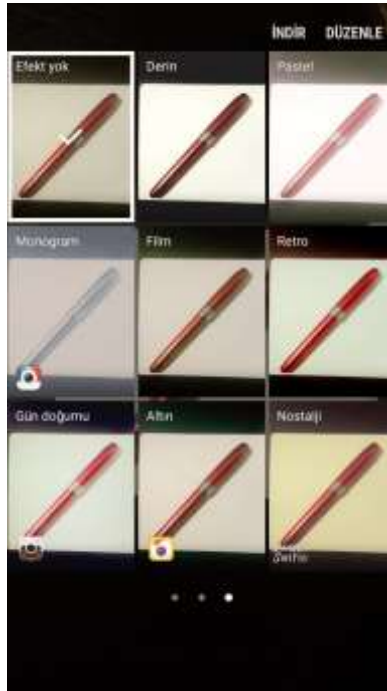 İNDİR DÜZENLE
Efekt yok Derin Pastel
Monogram Film Retro
Gün doğumu Altın Nostalji